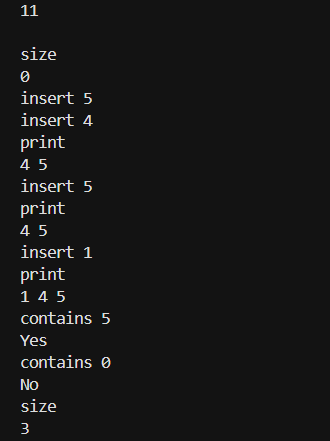 11
size
0
insert 5
insert 4
print
4 5
insert 5
print
4 5
insert 1
print
1 4 5
contains 5
Yes
contains 0
No
size
3